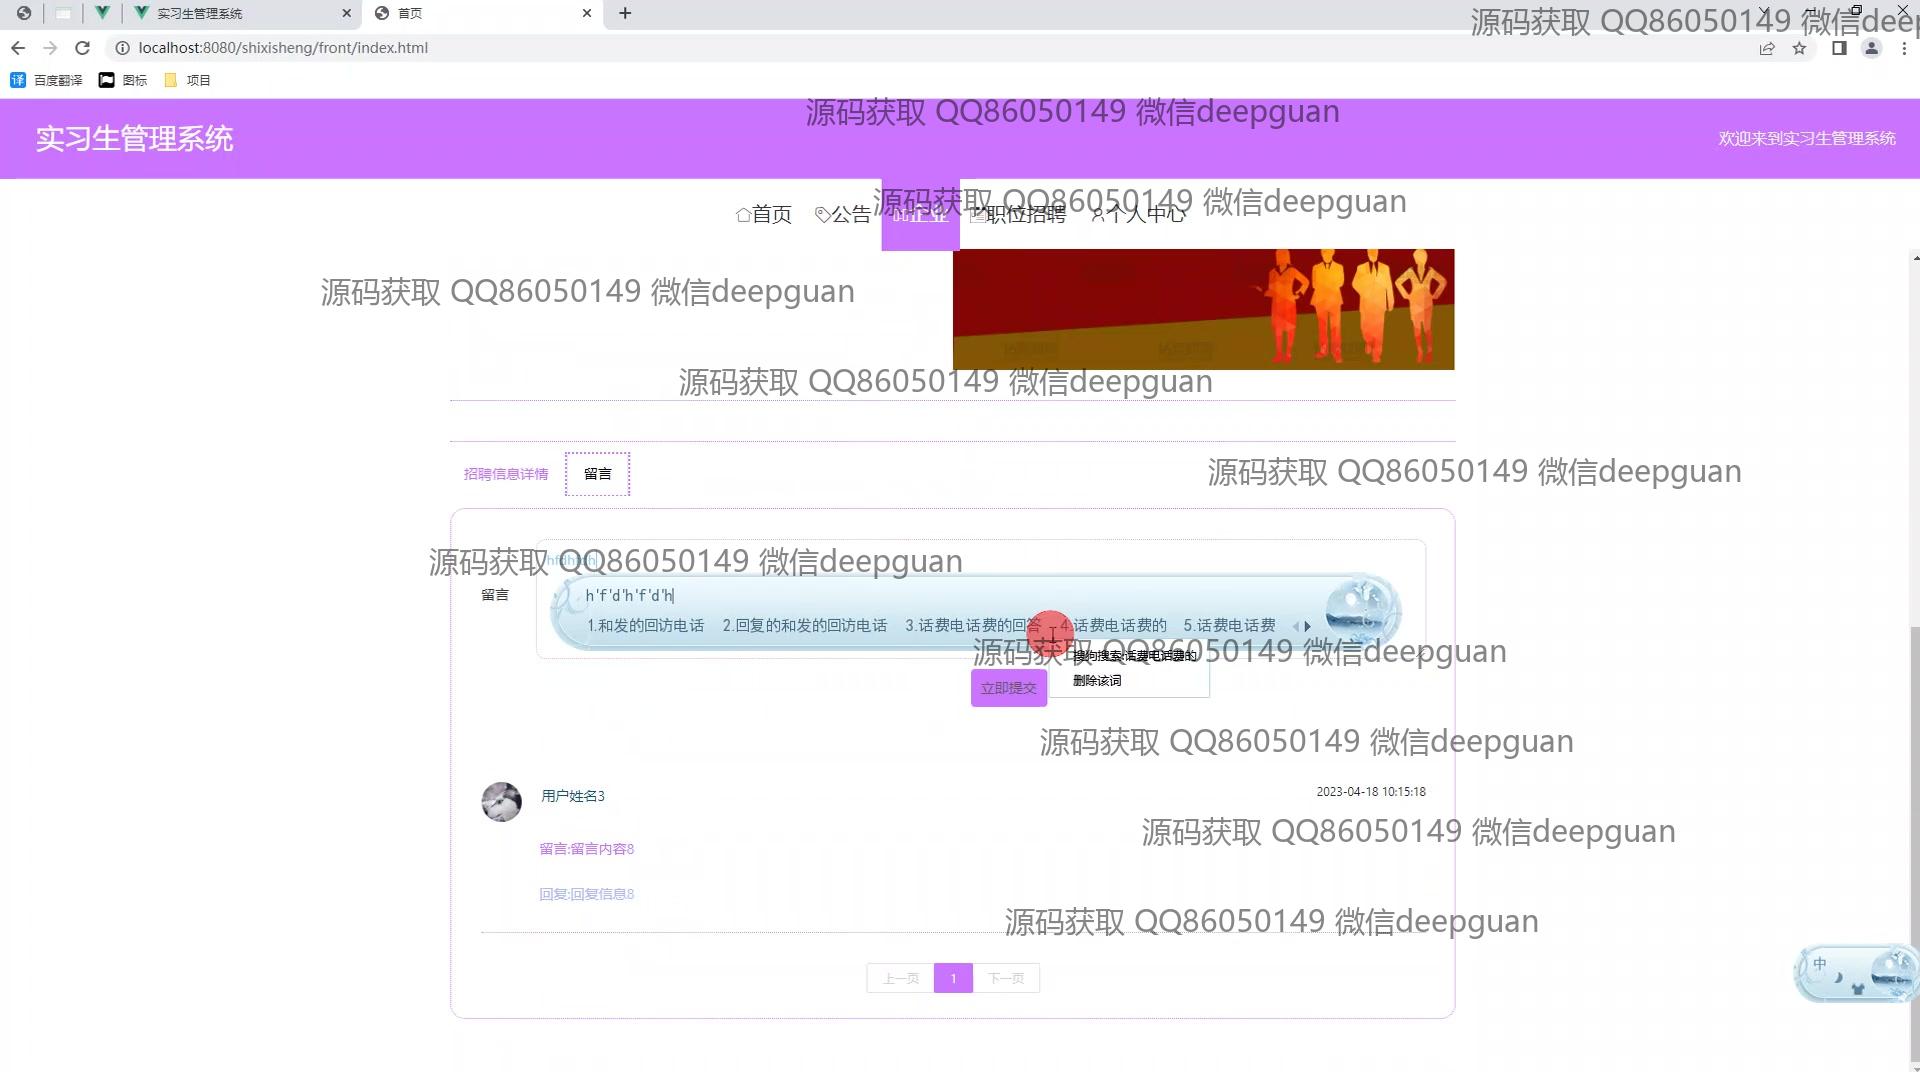 实习生管理系统
首页
源码获取 QQ86050149 微信deep
localhost:8080/shixisheng/front/index.html
译 百度翻译 图标 项目
源码获取 QQ86050149 微信deepguan
实习生管理系统
欢迎来到实习生管理系统
源码获取 QQ86050149 微信deepguan
首页 公告 企业 职位招聘 个人中心
源码获取 QQ86050149 微信deepguan
源码获取 QQ86050149 微信deepguan
招聘信息详情 留言
源码获取 QQ86050149 微信deepguan
源码获取 QQ86050149 微信deepguan
留言
h'f'd'h'f'd'h
1.和发的回访电话 2.回复的和发的回访电话 3.话费电话费的回答 4.话费电话费的 5.话费电话费
源码获取 QQ86050149 微信deepguan
搜狗搜索:话费电话费的
删除该词
立即提交
源码获取 QQ86050149 微信deepguan
用户姓名3
2023-04-18 10:15:18
源码获取 QQ86050149 微信deepguan
留言:留言内容8
回复:回复信息8
源码获取 QQ86050149 微信deepguan
中
上一页 1 下一页